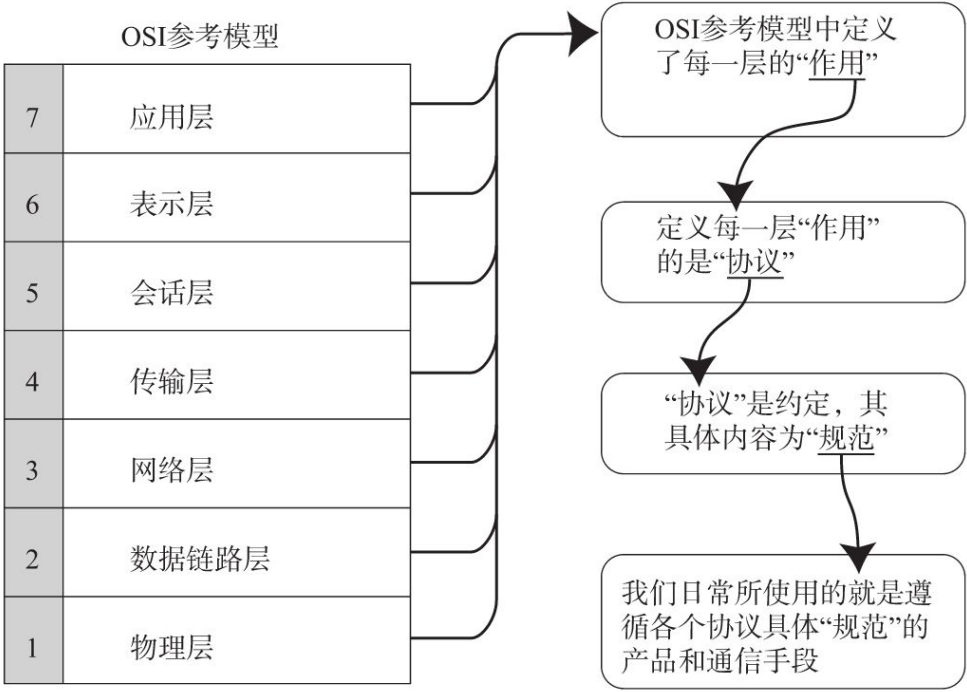 OSI参考模型
7 应用层
6 表示层
5 会话层
4 传输层
3 网络层
2 数据链路层
1 物理层
OSI参考模型中定义
了每一层的“作用”
定义每一层“作用”
的是“协议”
“协议”是约定，其
具体内容为“规范”
我们日常所使用的就是遵
循各个协议具体“规范”的
产品和通信手段